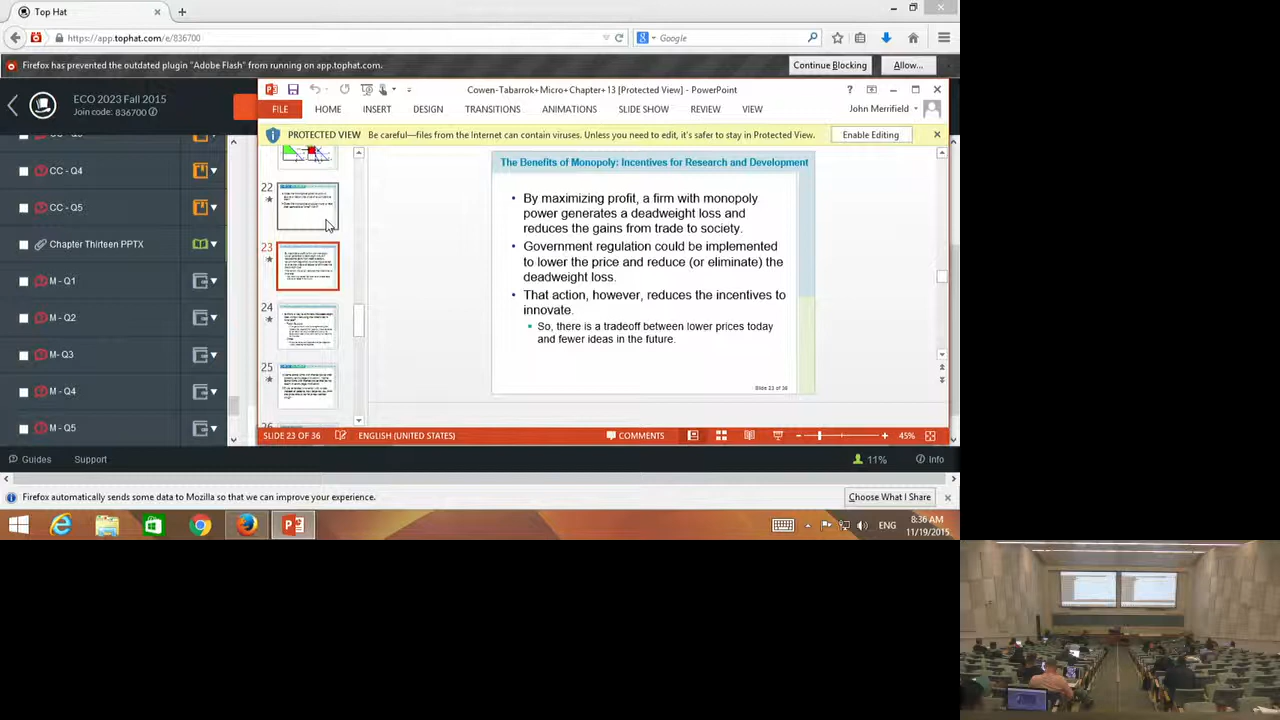 Top Hat
https://app.tophat.com/e/836700
Google
Firefox has prevented the outdated plugin "Adobe Flash" from running on app.tophat.com.
Continue Blocking
Allow...
ECO 2023 Fall 2015
Join code: 836700
CC - Q4
CC - Q5
Chapter Thirteen PPTX
M - Q1
M - Q2
M- Q3
M - Q4
M - Q5
Guides
Support
11%
Info
Cowen-Tabarrok+Micro+Chapter+13 [Protected View] - PowerPoint
FILE
HOME
INSERT
DESIGN
TRANSITIONS
ANIMATIONS
SLIDE SHOW
REVIEW
VIEW
John Merrifield
PROTECTED VIEW
Be careful—files from the Internet can contain viruses. Unless you need to edit, it's safer to stay in Protected View.
Enable Editing
22
23
24
25
The Benefits of Monopoly: Incentives for Research and Development
• By maximizing profit, a firm with monopoly
power generates a deadweight loss and
reduces the gains from trade to society.
• Government regulation could be implemented
to lower the price and reduce (or eliminate) the
deadweight loss.
• That action, however, reduces the incentives to
innovate.
• So, there is a tradeoff between lower prices today
and fewer ideas in the future.
Slide 23 of 36
SLIDE 23 OF 36
ENGLISH (UNITED STATES)
COMMENTS
45%
Firefox automatically sends some data to Mozilla so that we can improve your experience.
Choose What I Share
ENG
8:36 AM
11/19/2015